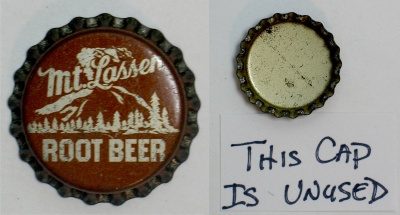 Mt. Lassen
ROOT BEER
THIS CAP
IS UNUSED